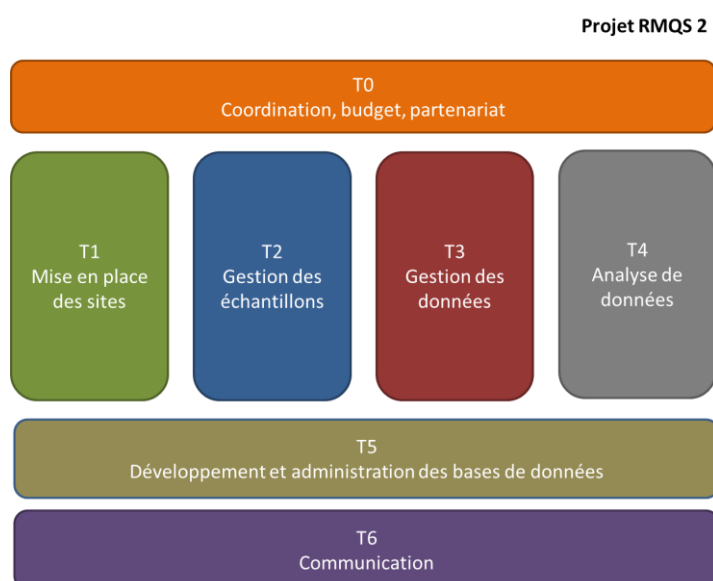 Projet RMQS 2
T0
Coordination, budget, partenariat
T1
Mise en place
des sites
T2
Gestion des
échantillons
T3
Gestion des
données
T4
Analyse de
données
T5
Développement et administration des bases de données
T6
Communication